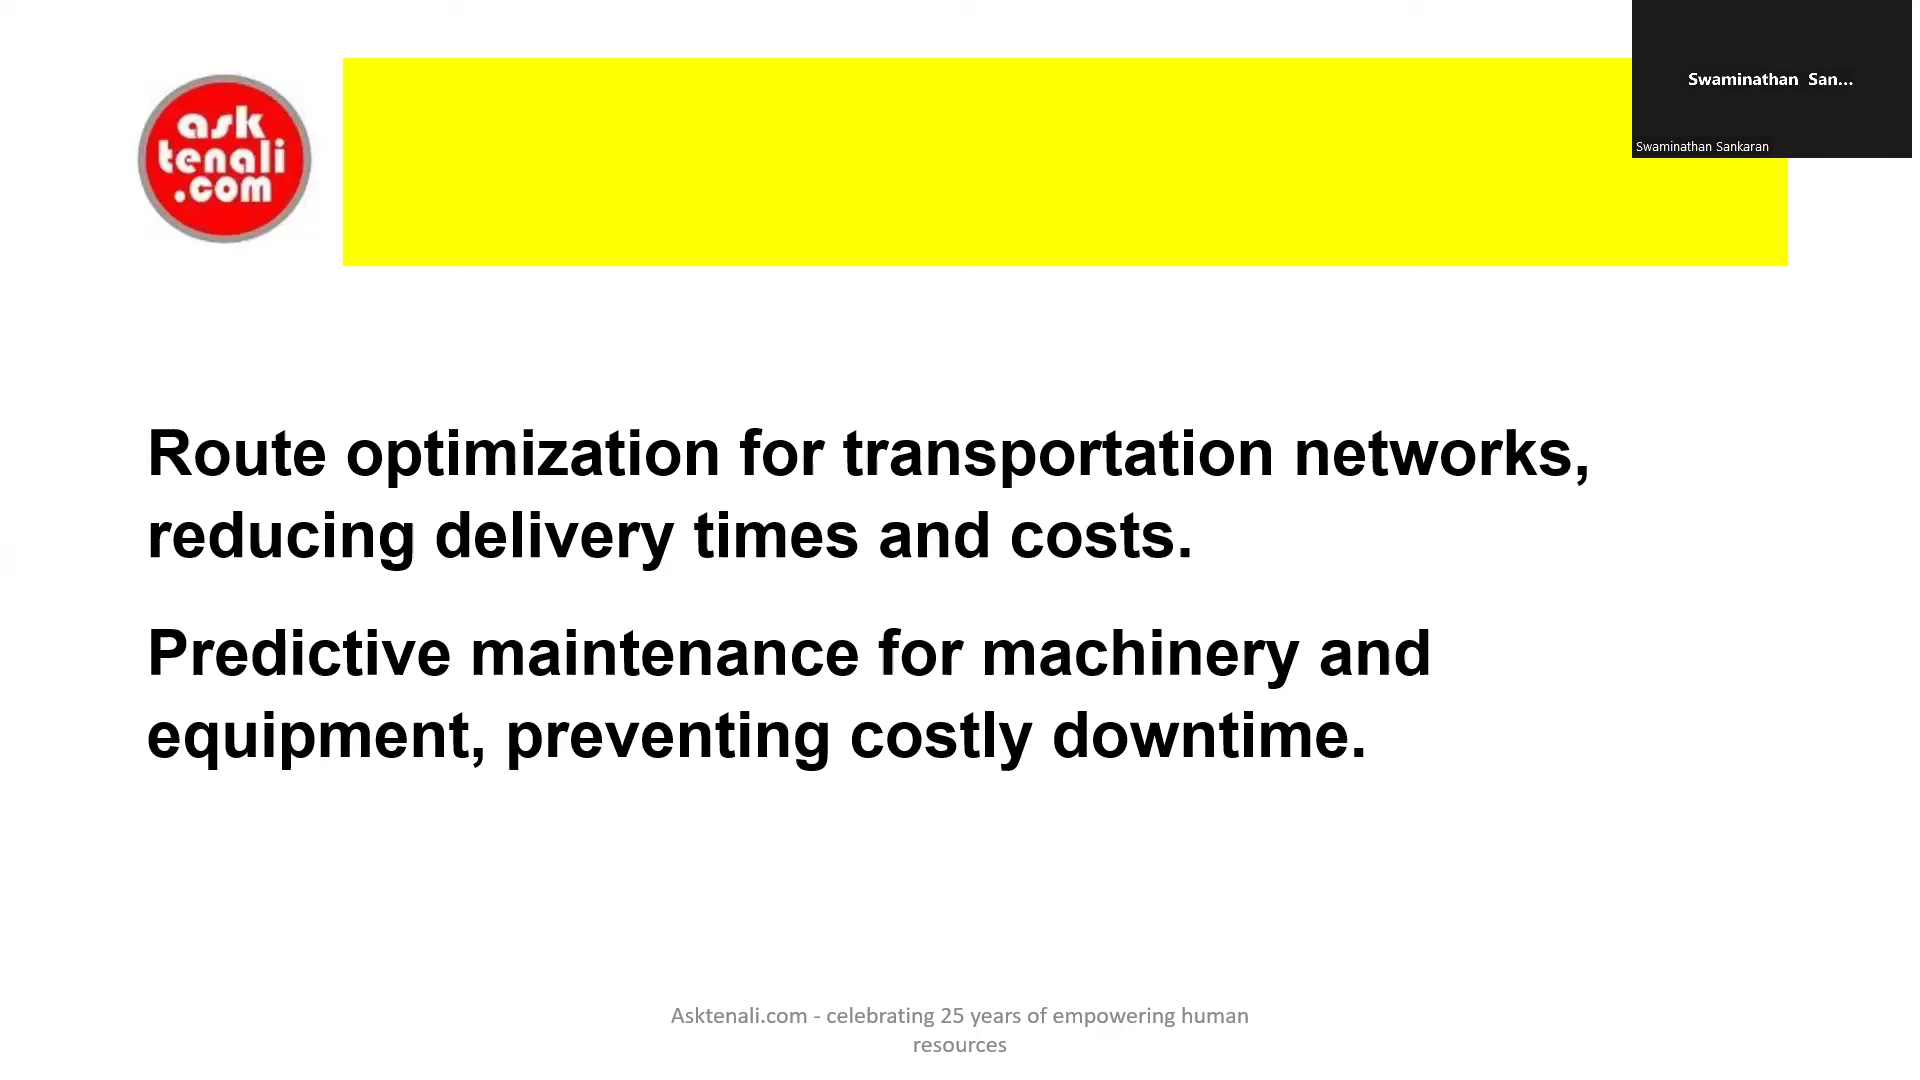 ask
tenali
.com
Swaminathan San...
Swaminathan Sankaran
Route optimization for transportation networks,
reducing delivery times and costs.
Predictive maintenance for machinery and
equipment, preventing costly downtime.
Asktenali.com - celebrating 25 years of empowering human
resources